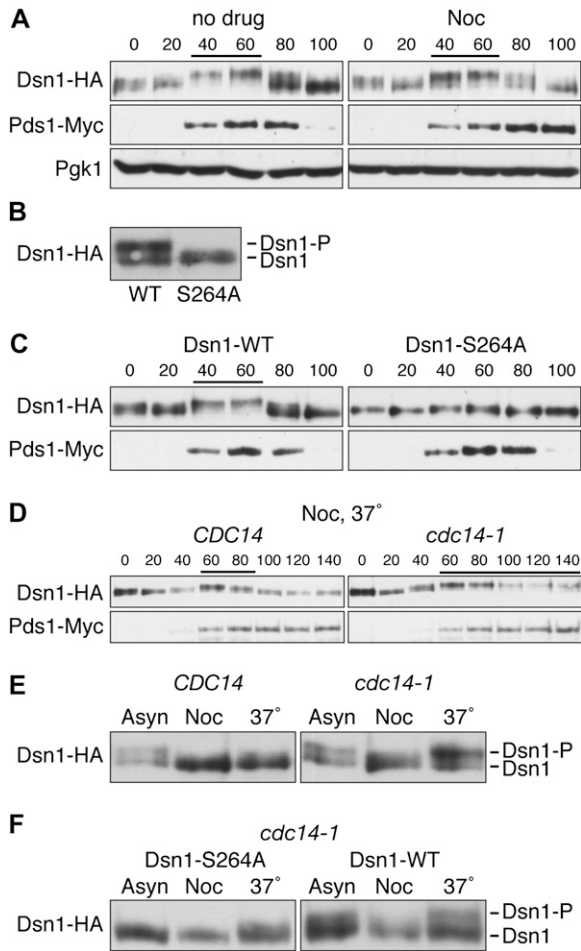 A
no drug Noc
0 20 40 60 80 100 0 20 40 60 80 100
Dsn1-HA
Pds1-Myc
Pgk1
B
Dsn1-HA
Dsn1-P
Dsn1
WT S264A
C
Dsn1-WT Dsn1-S264A
0 20 40 60 80 100 0 20 40 60 80 100
Dsn1-HA
Pds1-Myc
D
Noc, 37°
CDC14 cdc14-1
0 20 40 60 80 100 120 140 0 20 40 60 80 100 120 140
Dsn1-HA
Pds1-Myc
E
CDC14 cdc14-1
Asyn Noc 37° Asyn Noc 37°
Dsn1-HA
Dsn1-P
Dsn1
F
cdc14-1
Dsn1-S264A Dsn1-WT
Asyn Noc 37° Asyn Noc 37°
Dsn1-HA
Dsn1-P
Dsn1